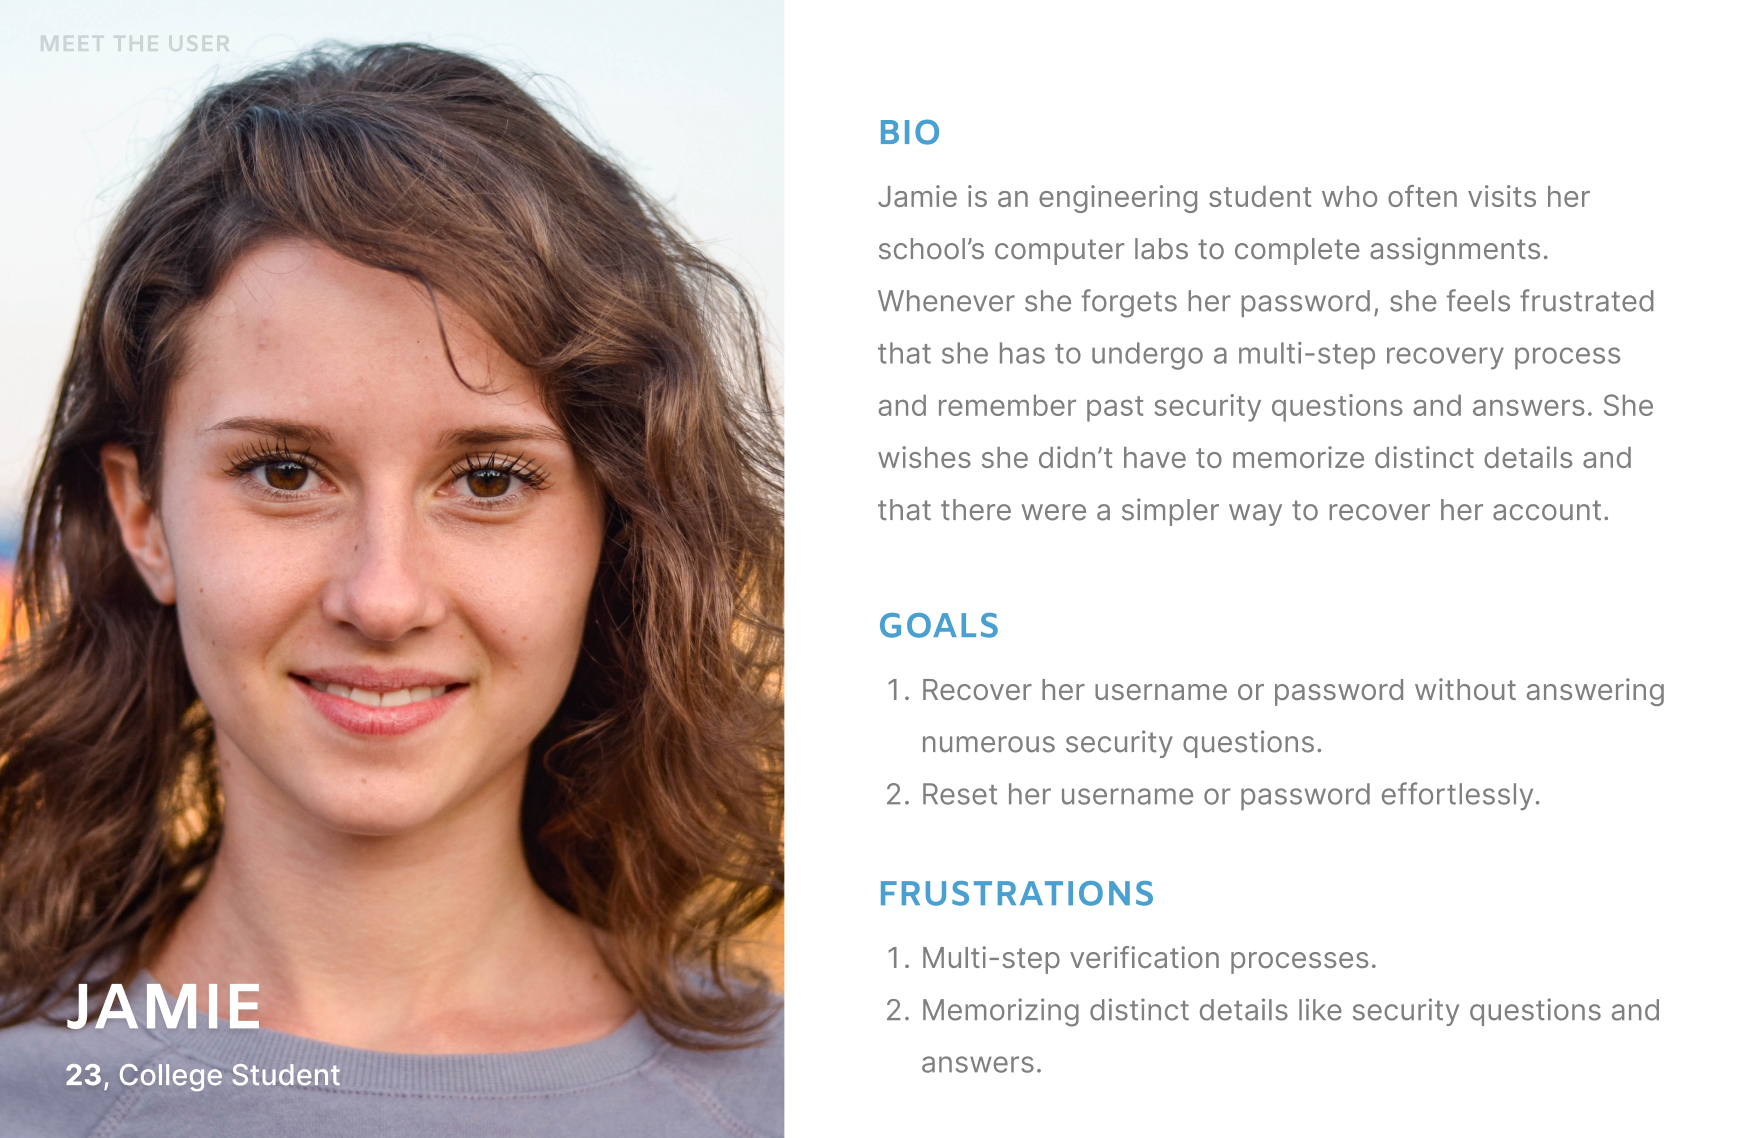 MEET THE USER
JAMIE
23, College Student
BIO
Jamie is an engineering student who often visits her
school’s computer labs to complete assignments.
Whenever she forgets her password, she feels frustrated
that she has to undergo a multi-step recovery process
and remember past security questions and answers. She
wishes she didn’t have to memorize distinct details and
that there were a simpler way to recover her account.
GOALS
1. Recover her username or password without answering
numerous security questions.
2. Reset her username or password effortlessly.
FRUSTRATIONS
1. Multi-step verification processes.
2. Memorizing distinct details like security questions and
answers.